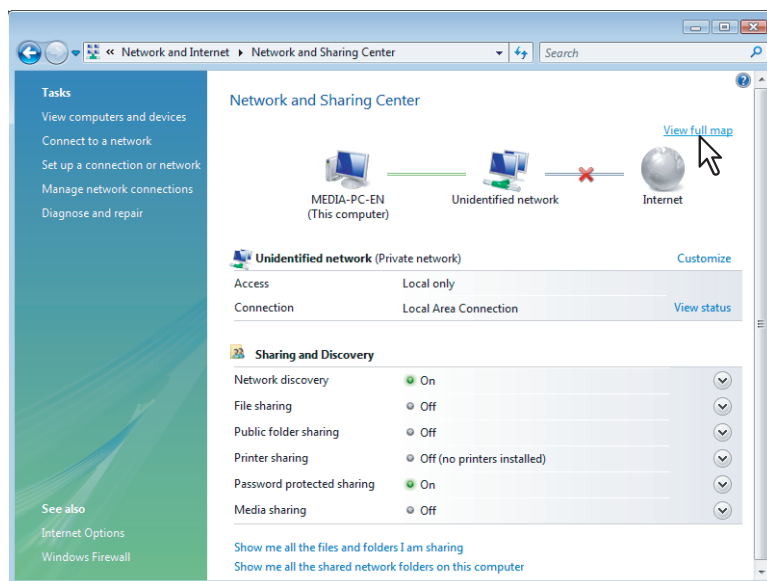 « Network and Internet ▸ Network and Sharing Center
Search
Tasks
View computers and devices
Connect to a network
Set up a connection or network
Manage network connections
Diagnose and repair
See also
Internet Options
Windows Firewall
Network and Sharing Center
View full map
MEDIA-PC-EN
(This computer)
Unidentified network
Internet
Unidentified network (Private network)
Customize
Access
Local only
Connection
Local Area Connection
View status
Sharing and Discovery
Network discovery
On
File sharing
Off
Public folder sharing
Off
Printer sharing
Off (no printers installed)
Password protected sharing
On
Media sharing
Off
Show me all the files and folders I am sharing
Show me all the shared network folders on this computer